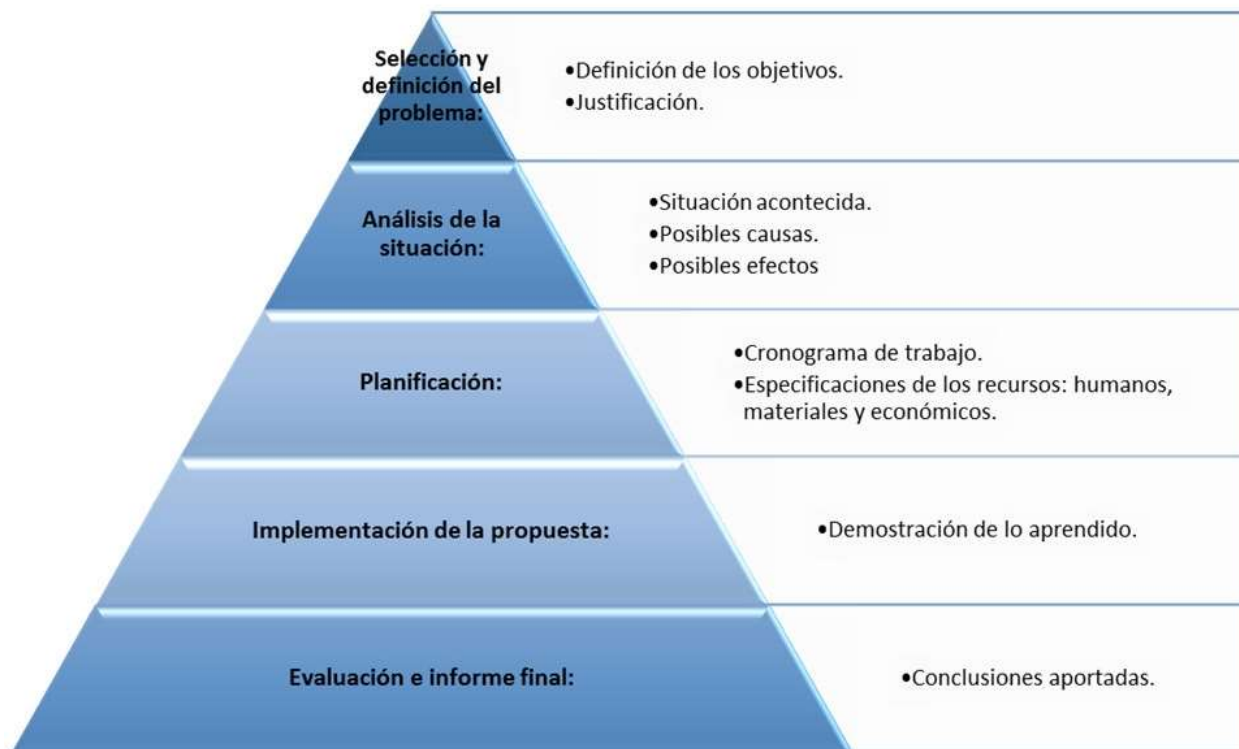 Selección y
definición del
problema:
•Definición de los objetivos.
•Justificación.
Análisis de la
situación:
•Situación acontecida.
•Posibles causas.
•Posibles efectos
Planificación:
•Cronograma de trabajo.
•Especificaciones de los recursos: humanos,
materiales y económicos.
Implementación de la propuesta:
•Demostración de lo aprendido.
Evaluación e informe final:
•Conclusiones aportadas.